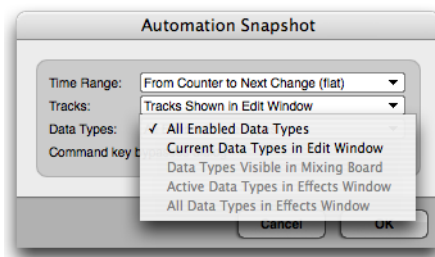 Automation Snapshot
Time Range: From Counter to Next Change (flat)
Tracks: Tracks Shown in Edit Window
Data Types: ✓ All Enabled Data Types
Current Data Types in Edit Window
Command key b
Data Types Visible in Mixing Board
Active Data Types in Effects Window
All Data Types in Effects Window
Cancel OK